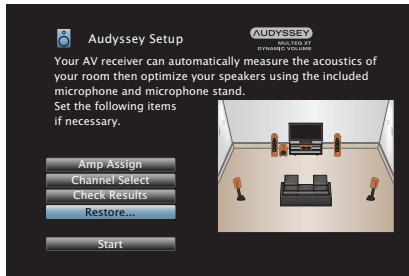 Audyssey Setup
AUDYSSEY
MULTEQ XT
DYNAMIC VOLUME
Your AV receiver can automatically measure the acoustics of
your room then optimize your speakers using the included
microphone and microphone stand.
Set the following items
if necessary.
Amp Assign
Channel Select
Check Results
Restore...
Start